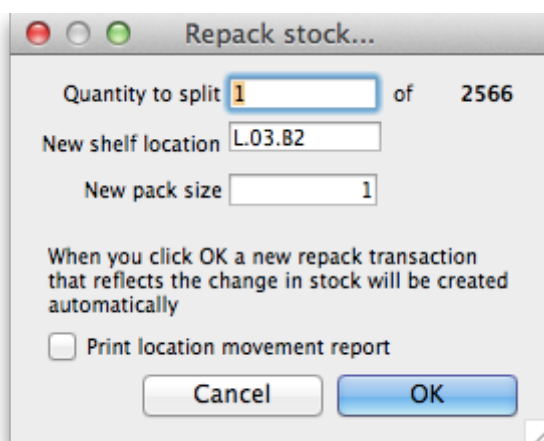 Repack stock...
Quantity to split 1 of 2566
New shelf location L.03.B2
New pack size 1
When you click OK a new repack transaction
that reflects the change in stock will be created
automatically
Print location movement report
Cancel OK